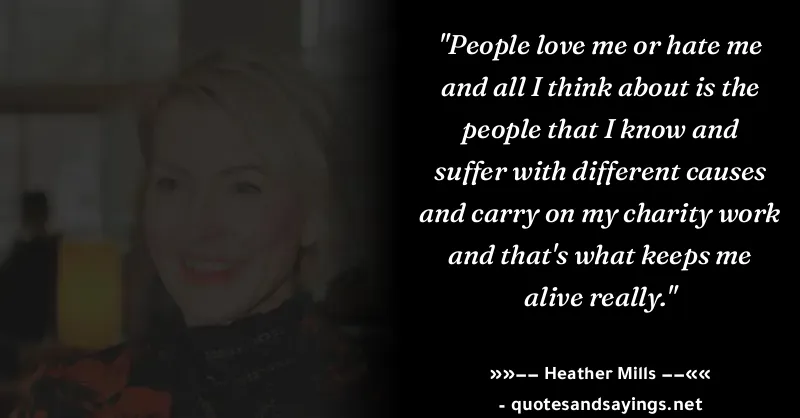 "People love me or hate me
and all I think about is the
people that I know and
suffer with different causes
and carry on my charity work
and that's what keeps me
alive really."
»»−− Heather Mills −−««
- quotesandsayings.net